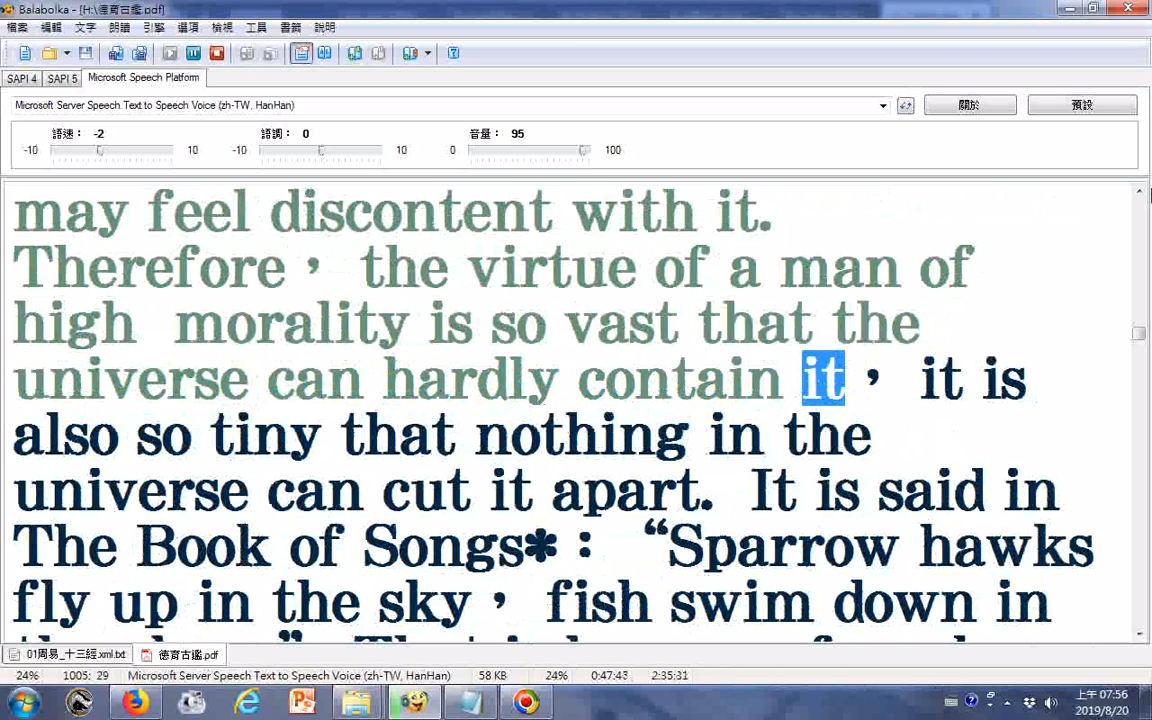 Balabolka - [H:\德育古鑑.pdf]
檔案 編輯 文字 朗讀 引擎 選項 檢視 工具 書籤 說明
SAPI 4 SAPI 5 Microsoft Speech Platform
Microsoft Server Speech Text to Speech Voice (zh-TW, HanHan) 關於 預設
語速： -2 語調： 0 音量： 95
-10 10 -10 10 0 100
may feel discontent with it.
Therefore， the virtue of a man of
high morality is so vast that the
universe can hardly contain it， it is
also so tiny that nothing in the
universe can cut it apart. It is said in
The Book of Songs*： “Sparrow hawks
fly up in the sky， fish swim down in
01周易_十三經.xml.txt 德育古鑑.pdf
24% 1005: 29 Microsoft Server Speech Text to Speech Voice (zh-TW, HanHan) 58 KB 24% 0:47:43 2:35:31
上午 07:56
2019/8/20